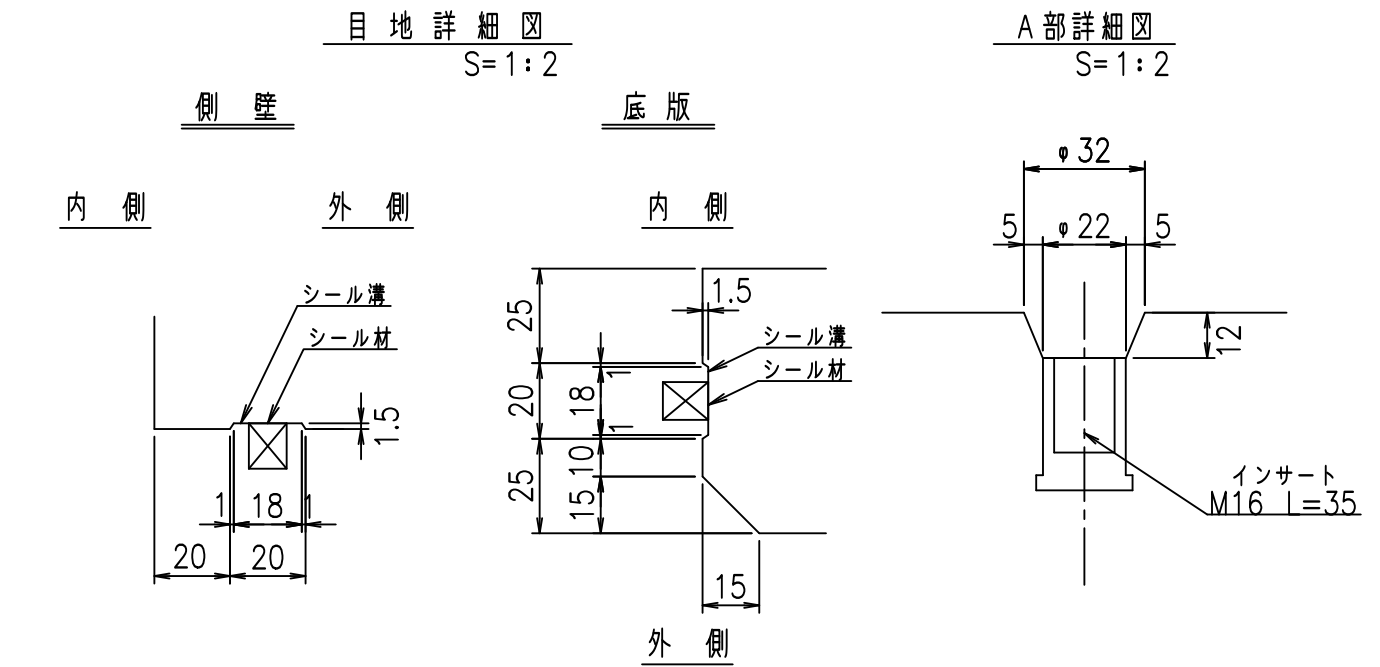 目地詳細図
S=1:2
A部詳細図
S=1:2
側壁
底版
内側
外側
内側
シール溝
シール材
1.5
1
18
1
20
20
25
20
25
1
18
1
10
15
1.5
シール溝
シール材
15
外側
φ32
5
φ22
5
12
インサート
M16 L=35